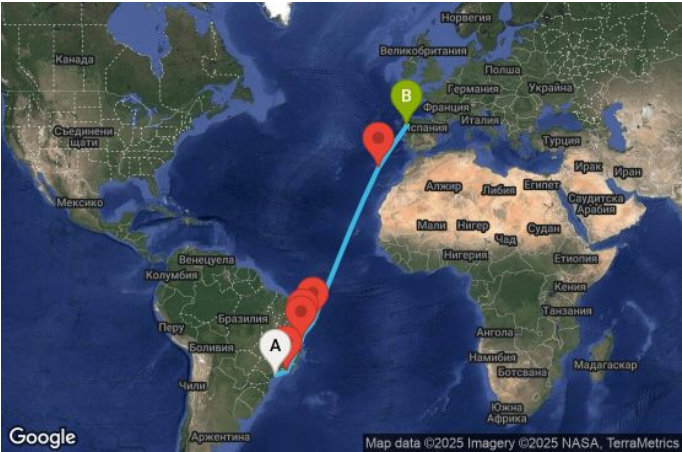 Норвегия
Канада
Великобритания
Полша
Германия
Украйна
Франция
Испания
Италия
Съединени
щати
Турция
Ирак
Иран
Алжир
Либия
Египет
Саудитска
Арабия
Мексико
Мали
Нигер
Чад
Судан
Венецуела
Нигерия
Етиопия
Колумбия
Кения
Бразилия
Танзания
Перу
Ангола
Боливия
Намибия
Ботсвана
Мадагаскар
Чили
Южна
Африка
Аржентина
A
B
Google
Map data ©2025 Imagery ©2025 NASA, TerraMetrics